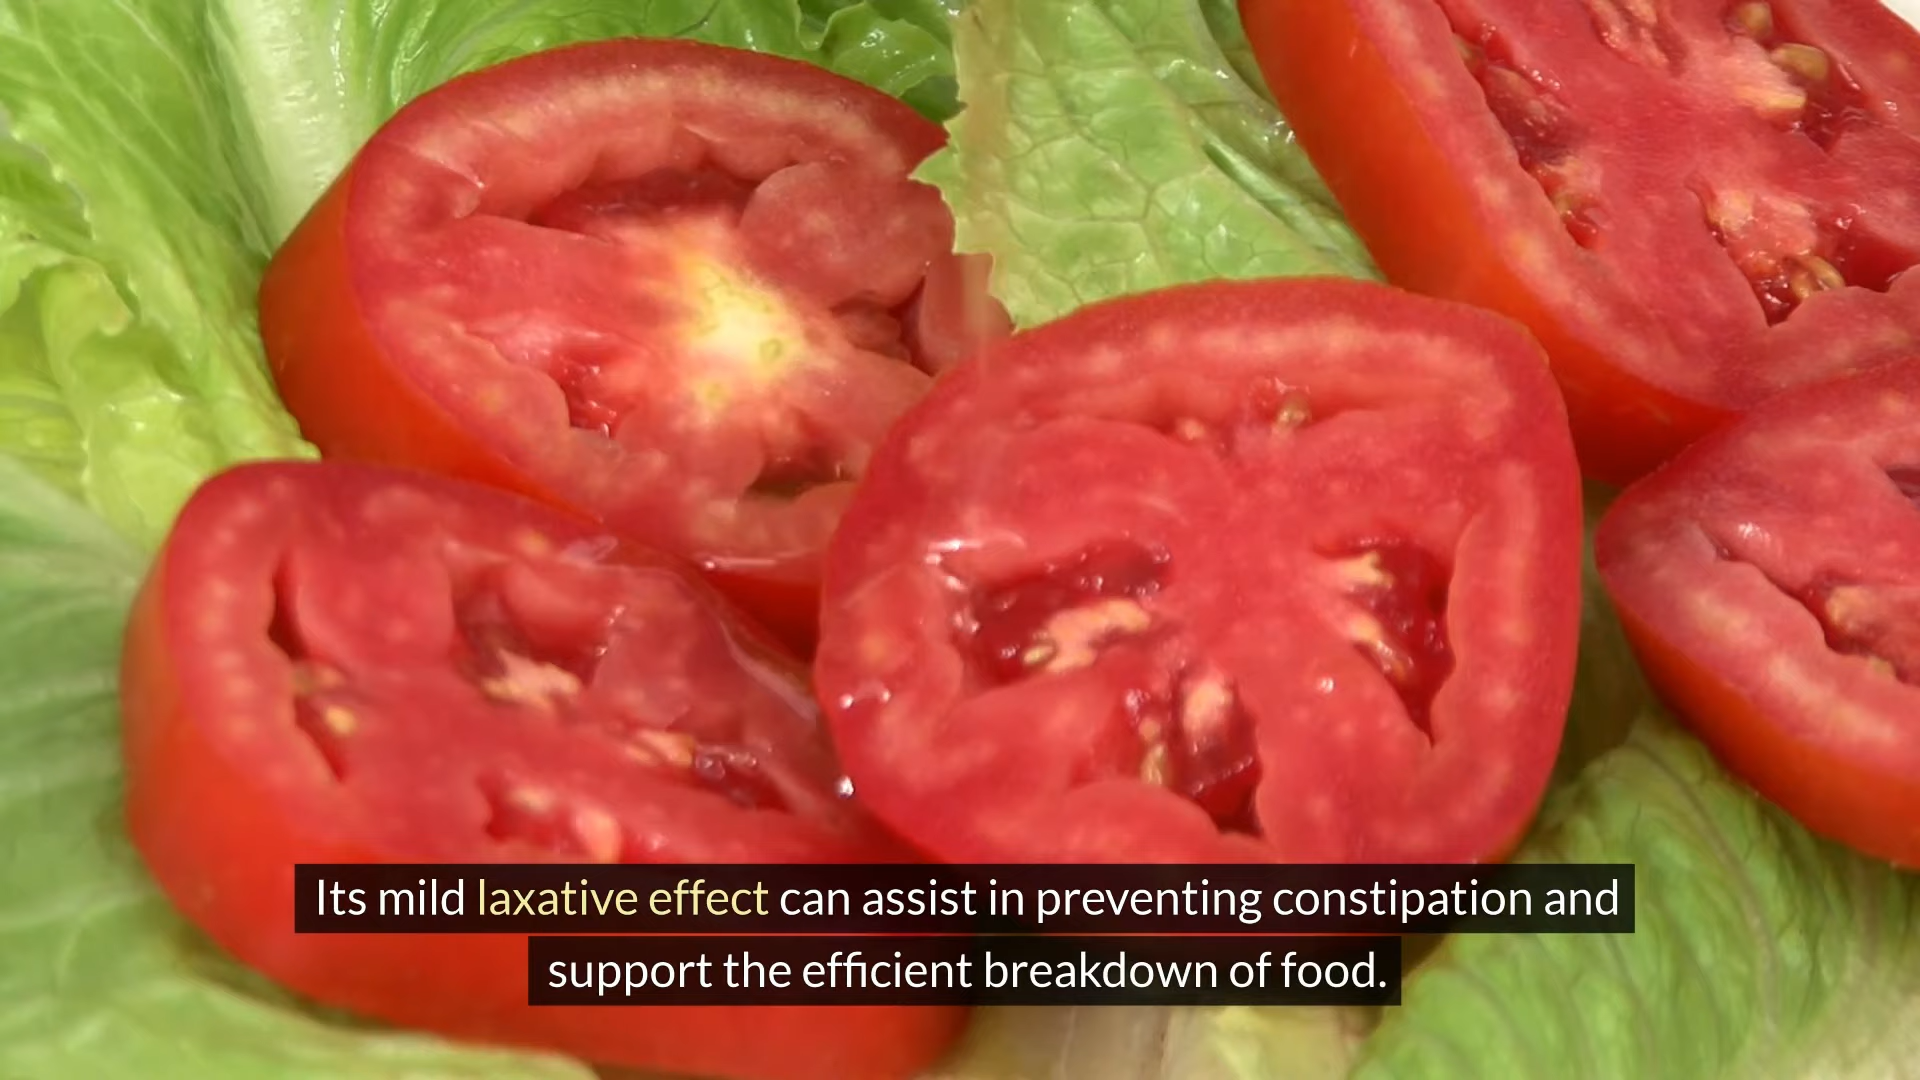 Its mild laxative effect can assist in preventing constipation and
support the efficient breakdown of food.